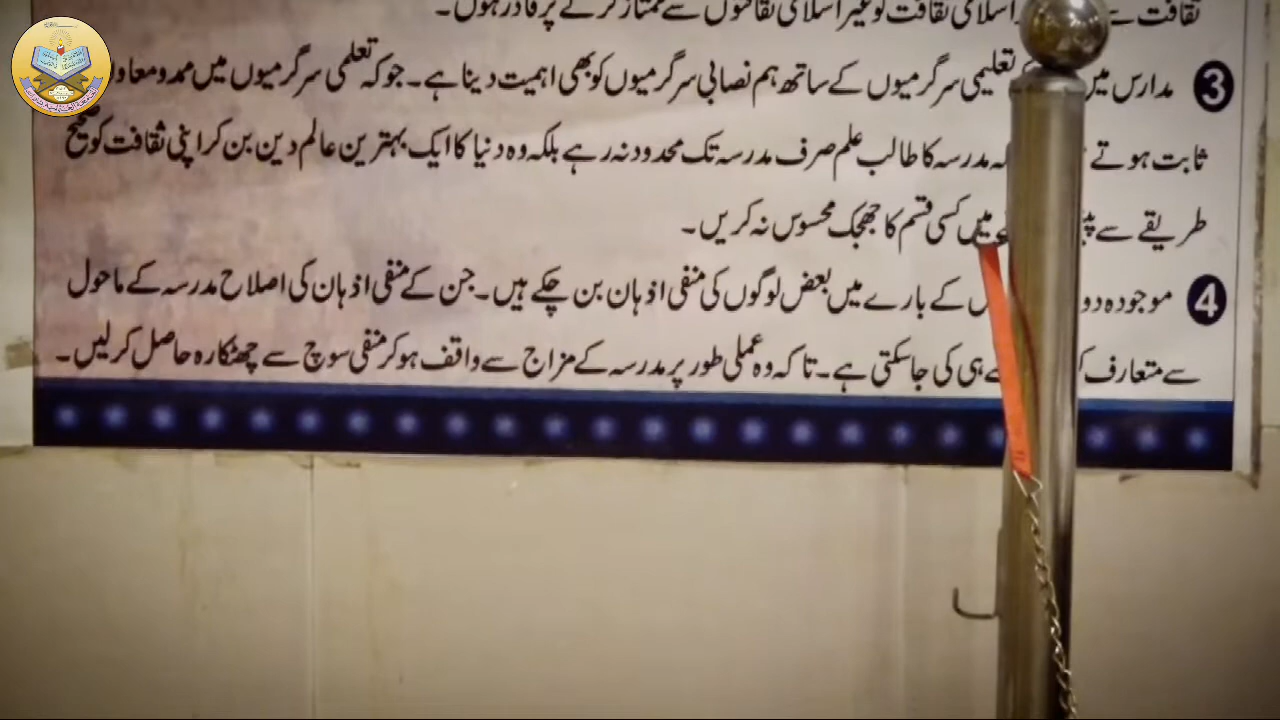 ثقافت سے اسلامی ثقافت کو غیر اسلامی ثقافتوں سے ممتاز کرنے پر قادر ہوں۔
3 مدارس میں تعلیمی سرگرمیوں کے ساتھ ہم نصابی سرگرمیوں کو بھی اہمیت دینا ہے۔ جو کہ تعلمی سرگرمیوں میں ممد و معاون
ثابت ہوتے مدرسہ کا طالب علم صرف مدرسہ تک محدود نہ رہے بلکہ وہ دنیا کا ایک بہترین عالم دین بن کر اپنی ثقافت کو صحیح
طریقے سے میں کسی قسم کا جھجک محسوس نہ کریں۔
4 موجودہ کے بارے میں بعض لوگوں کی منفی اذہان بن چکے ہیں۔ جن کے منفی اذہان کی اصلاح مدرسہ کے ماحول
سے متعارف ہی کی جاسکتی ہے۔ تاکہ وہ عملی طور پر مدرسہ کے مزاج سے واقف ہو کر منفی سوچ سے چھٹکارہ حاصل کر لیں۔